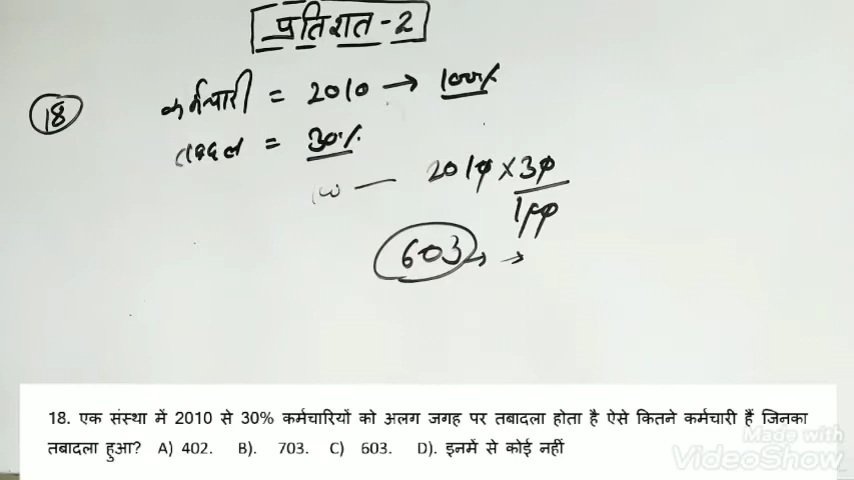 प्रतिशत-2
18
कर्मचारी = 2010 → 100%
= 30%
2010 × 30
100
603 → →
18. एक संस्था में 2010 से 30% कर्मचारियों को अलग जगह पर तबादला होता है ऐसे कितने कर्मचारी हैं जिनका
तबादला हुआ? A) 402. B). 703. C) 603. D). इनमें से कोई नहीं
Made with
VideoShow